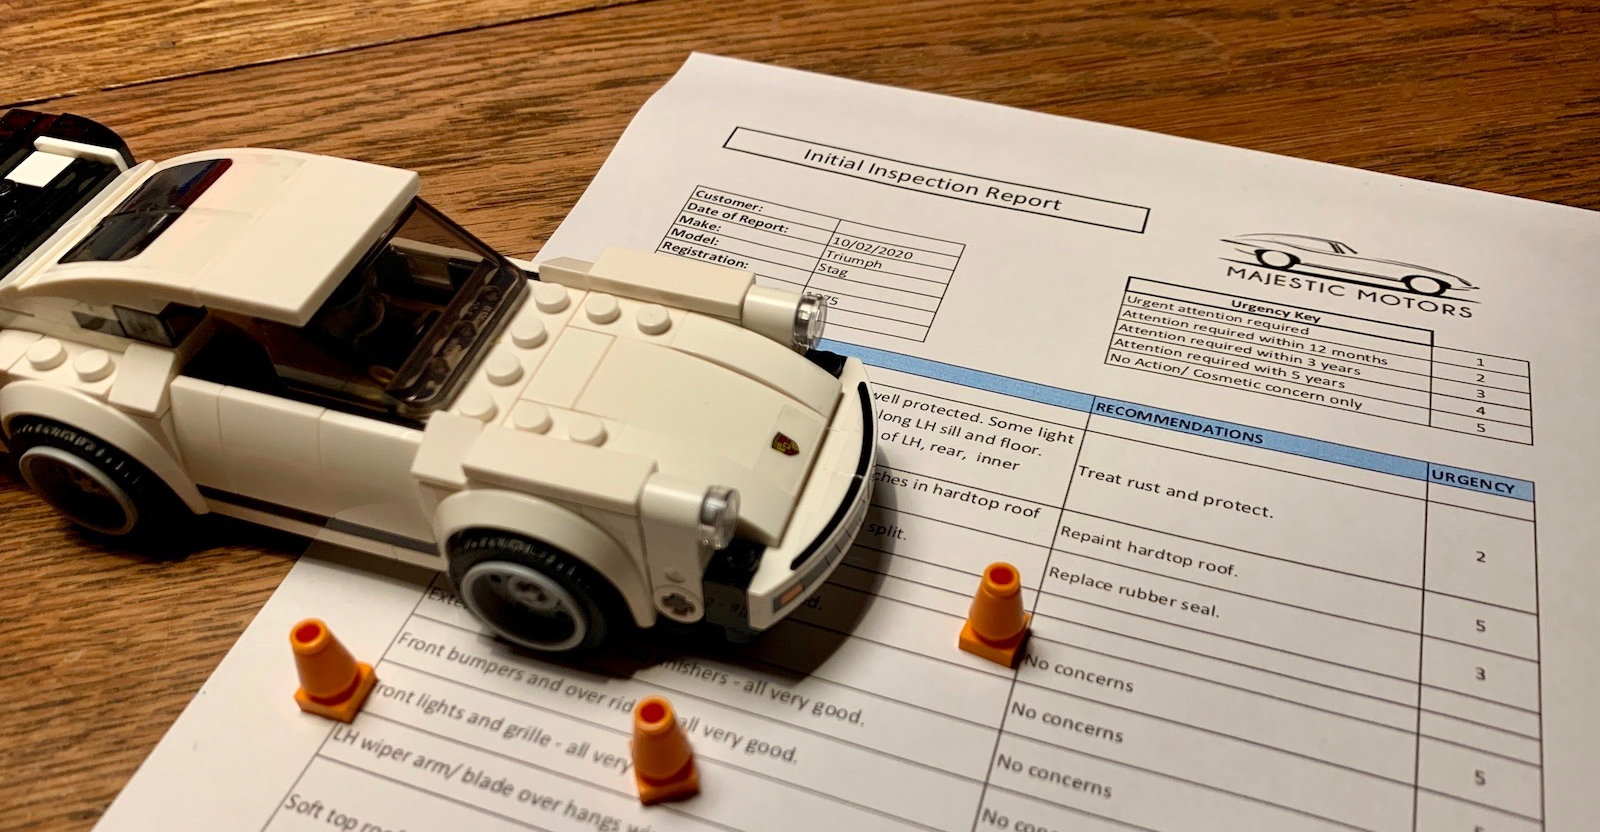 Initial Inspection Report
Customer:
Date of Report: 10/02/2020
Make: Triumph
Model: Stag
Registration:
MAJESTIC MOTORS
Urgency Key
Urgent attention required 1
Attention required within 12 months 2
Attention required within 3 years 3
Attention required with 5 years 4
No Action/ Cosmetic concern only 5
RECOMMENDATIONS URGENCY
well protected. Some light
long LH sill and floor.
of LH, rear, inner
Treat rust and protect. 2
in hardtop roof
Repaint hardtop roof. 5
split.
Replace rubber seal. 3
No concerns 5
- all very good.
No concerns
Front bumpers and over all very good.
No concerns
Front lights and grille - all very
No
LH wiper arm/ blade over hangs
Soft top